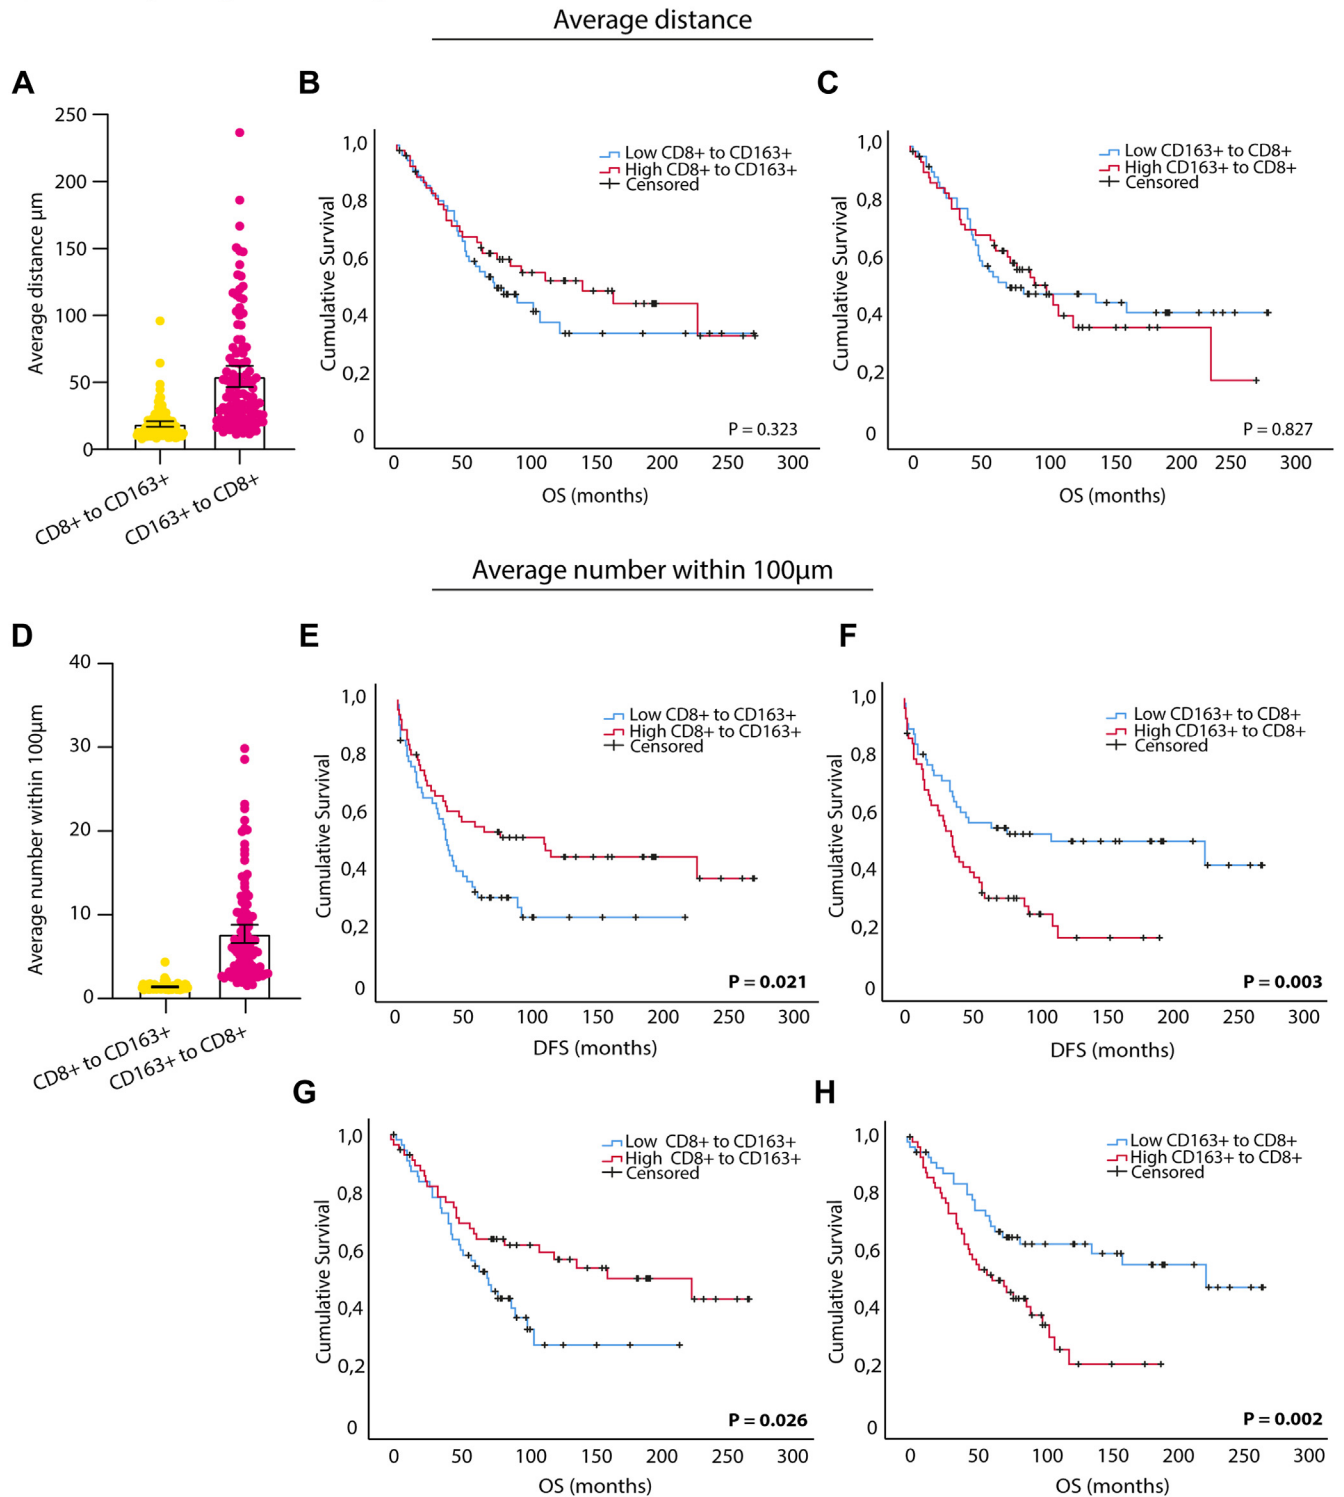 Average distance
A
B
C
Average distance µm
250
200
150
100
50
0
CD8+ to CD163+
CD163+ to CD8+
Cumulative Survival
1,0
0,8
0,6
0,4
0,2
0
Low CD8+ to CD163+
High CD8+ to CD163+
Censored
P = 0.323
0 50 100 150 200 250 300
OS (months)
Cumulative Survival
1,0
0,8
0,6
0,4
0,2
0
Low CD163+ to CD8+
High CD163+ to CD8+
Censored
P = 0.827
0 50 100 150 200 250 300
OS (months)
Average number within 100µm
D
E
F
Average number within 100µm
40
30
20
10
0
CD8+ to CD163+
CD163+ to CD8+
Cumulative Survival
1,0
0,8
0,6
0,4
0,2
0
Low CD8+ to CD163+
High CD8+ to CD163+
Censored
P = 0.021
0 50 100 150 200 250 300
DFS (months)
Cumulative Survival
1,0
0,8
0,6
0,4
0,2
0
Low CD163+ to CD8+
High CD163+ to CD8+
Censored
P = 0.003
0 50 100 150 200 250 300
DFS (months)
G
H
Cumulative Survival
1,0
0,8
0,6
0,4
0,2
0
Low CD8+ to CD163+
High CD8+ to CD163+
Censored
P = 0.026
0 50 100 150 200 250 300
OS (months)
Cumulative Survival
1,0
0,8
0,6
0,4
0,2
0
Low CD163+ to CD8+
High CD163+ to CD8+
Censored
P = 0.002
0 50 100 150 200 250 300
OS (months)